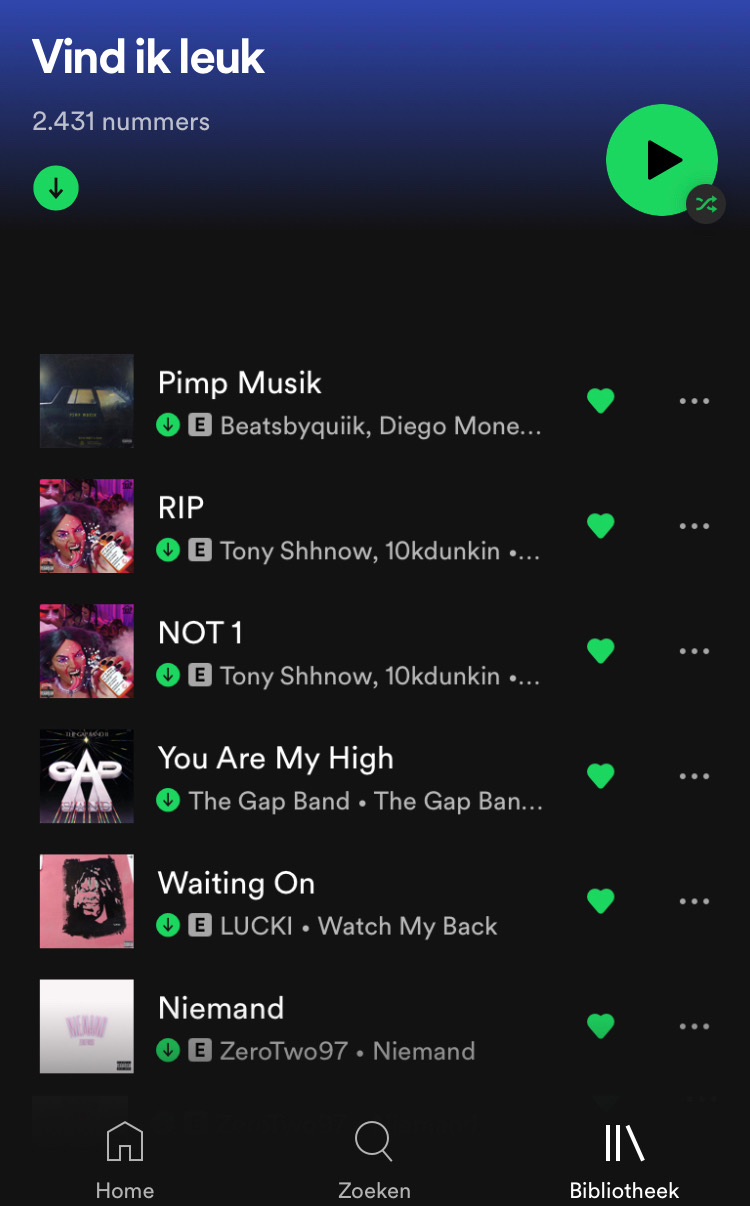 Vind ik leuk
2.431 nummers
Pimp Musik
E Beatsbyquiik, Diego Mone...
RIP
E Tony Shhnow, 10kdunkin •...
NOT 1
E Tony Shhnow, 10kdunkin •...
GAP
You Are My High
The Gap Band • The Gap Ban...
Waiting On
E LUCKI • Watch My Back
NIEMAND
Niemand
E ZeroTwo97 • Niemand
Home
Zoeken
Bibliotheek